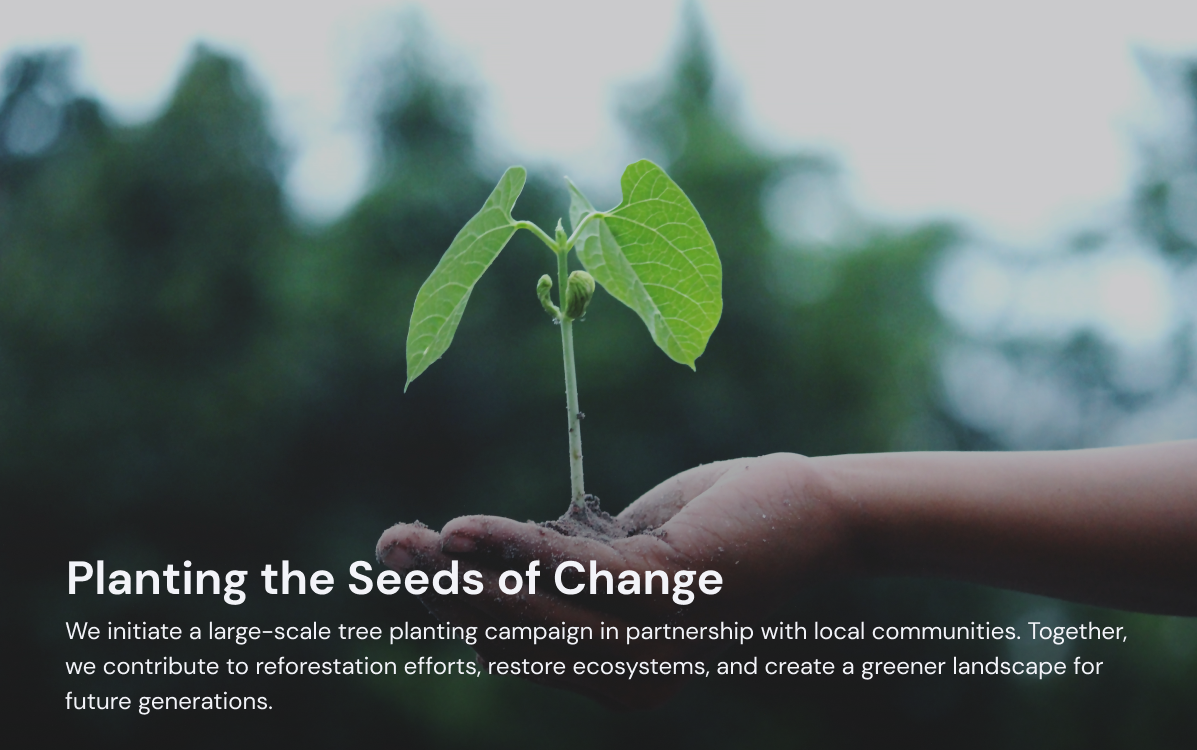 Planting the Seeds of Change
We initiate a large-scale tree planting campaign in partnership with local communities. Together,
we contribute to reforestation efforts, restore ecosystems, and create a greener landscape for
future generations.